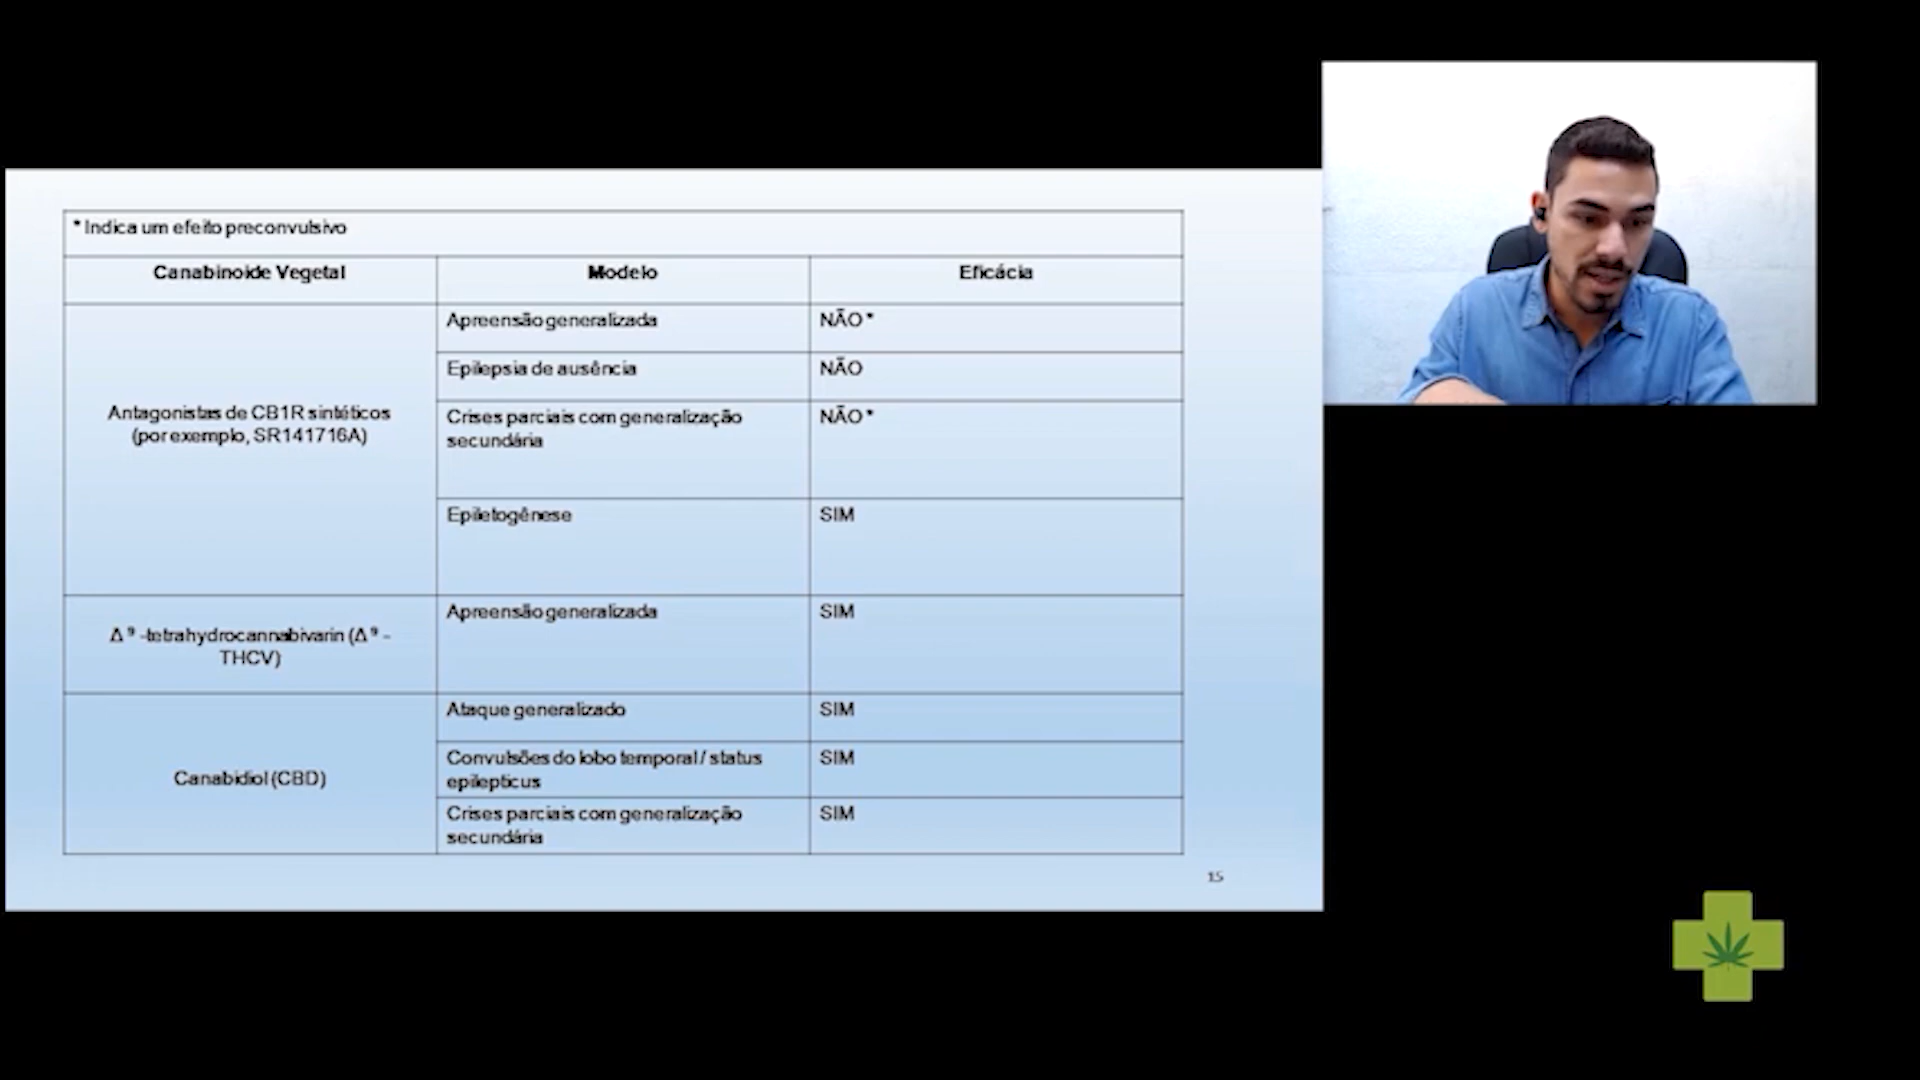 * Indica um efeito preconvulsivo
Canabinoide Vegetal
Modelo
Eficácia
Antagonistas de CB1R sintéticos
(por exemplo, SR141716A)
Apreensão generalizada
NÃO *
Epilepsia de ausência
NÃO
Crises parciais com generalização
secundária
NÃO *
Epiletogênese
SIM
Δ ⁹ -tetrahydrocannabivarin (Δ ⁹ -
THCV)
Apreensão generalizada
SIM
Canabidiol (CBD)
Ataque generalizado
SIM
Convulsões do lobo temporal / status
epilepticus
SIM
Crises parciais com generalização
secundária
SIM
15